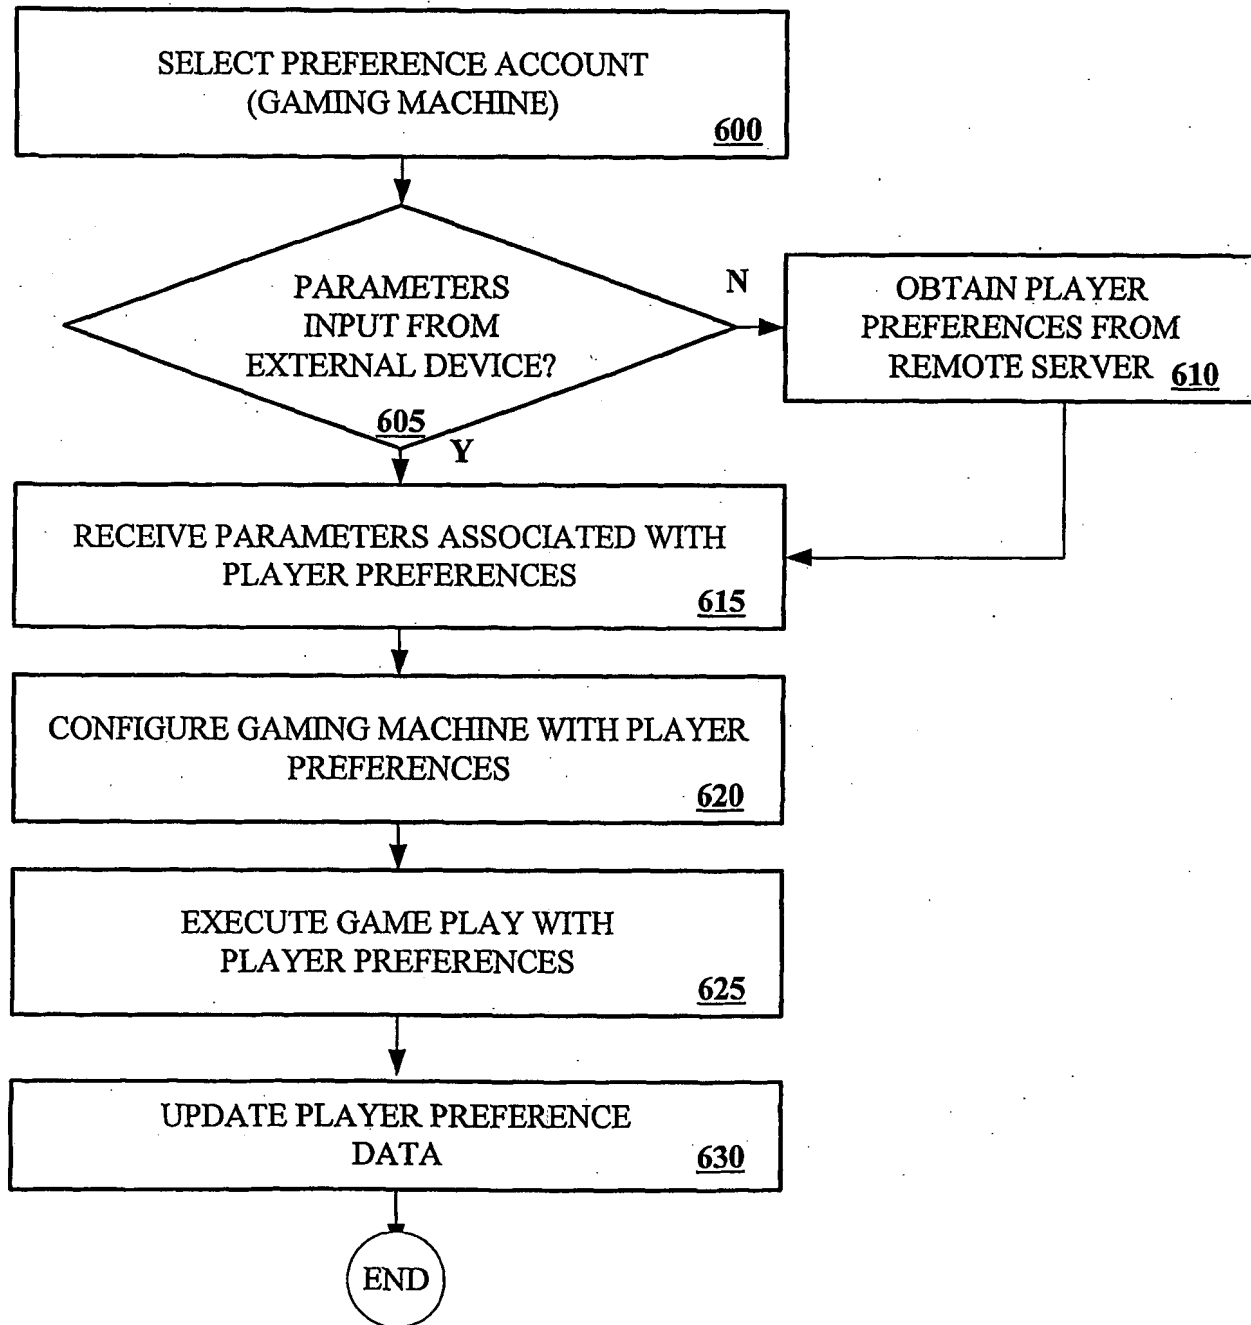 SELECT PREFERENCE ACCOUNT
(GAMING MACHINE)
600
PARAMETERS
INPUT FROM
EXTERNAL DEVICE?
605
N
OBTAIN PLAYER
PREFERENCES FROM
REMOTE SERVER
610
Y
RECEIVE PARAMETERS ASSOCIATED WITH
PLAYER PREFERENCES
615
CONFIGURE GAMING MACHINE WITH PLAYER
PREFERENCES
620
EXECUTE GAME PLAY WITH
PLAYER PREFERENCES
625
UPDATE PLAYER PREFERENCE
DATA
630
END